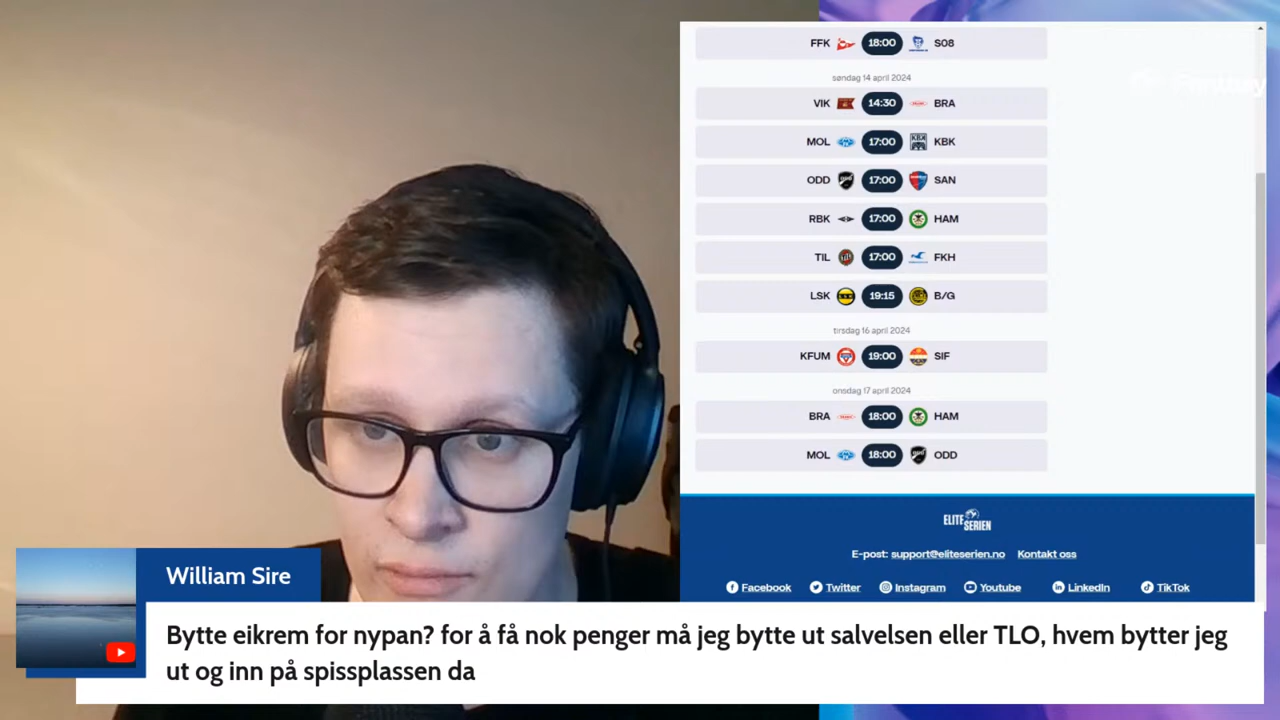 FFK 18:00 S08
søndag 14 april 2024
VIK 14:30 BRA
MOL 17:00 KBK
ODD 17:00 SAN
RBK 17:00 HAM
TIL 17:00 FKH
LSK 19:15 B/G
tirsdag 16 april 2024
KFUM 19:00 SIF
onsdag 17 april 2024
BRA 18:00 HAM
MOL 18:00 ODD
ELITE
SERIEN
E-post: support@eliteserien.no Kontakt oss
Facebook Twitter Instagram Youtube LinkedIn TikTok
William Sire
Bytte eikrem for nypan? for å få nok penger må jeg bytte ut salvelsen eller TLO, hvem bytter jeg
ut og inn på spissplassen da